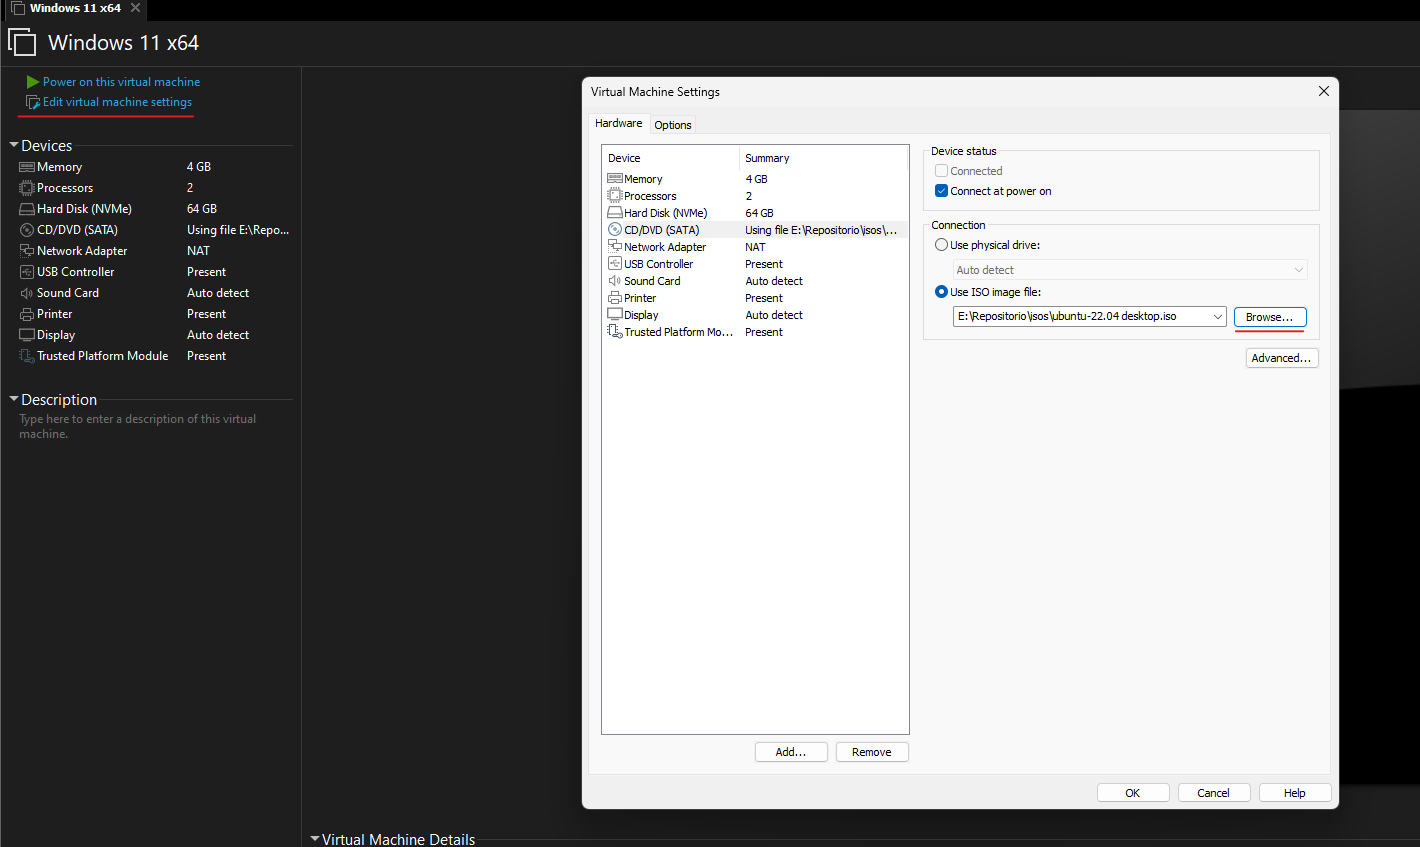 Windows 11 x64
Windows 11 x64
Power on this virtual machine
Edit virtual machine settings
Devices
Memory 4 GB
Processors 2
Hard Disk (NVMe) 64 GB
CD/DVD (SATA) Using file E:\Repo...
Network Adapter NAT
USB Controller Present
Sound Card Auto detect
Printer Present
Display Auto detect
Trusted Platform Module Present
Description
Type here to enter a description of this virtual
machine.
Virtual Machine Settings
Hardware Options
Device Summary
Memory 4 GB
Processors 2
Hard Disk (NVMe) 64 GB
CD/DVD (SATA) Using file E:\Repositorio\isos\...
Network Adapter NAT
USB Controller Present
Sound Card Auto detect
Printer Present
Display Auto detect
Trusted Platform Mo... Present
Add... Remove
Device status
Connected
Connect at power on
Connection
Use physical drive:
Auto detect
Use ISO image file:
E:\Repositorio\isos\ubuntu-22.04 desktop.iso Browse...
Advanced...
OK Cancel Help
Virtual Machine Details